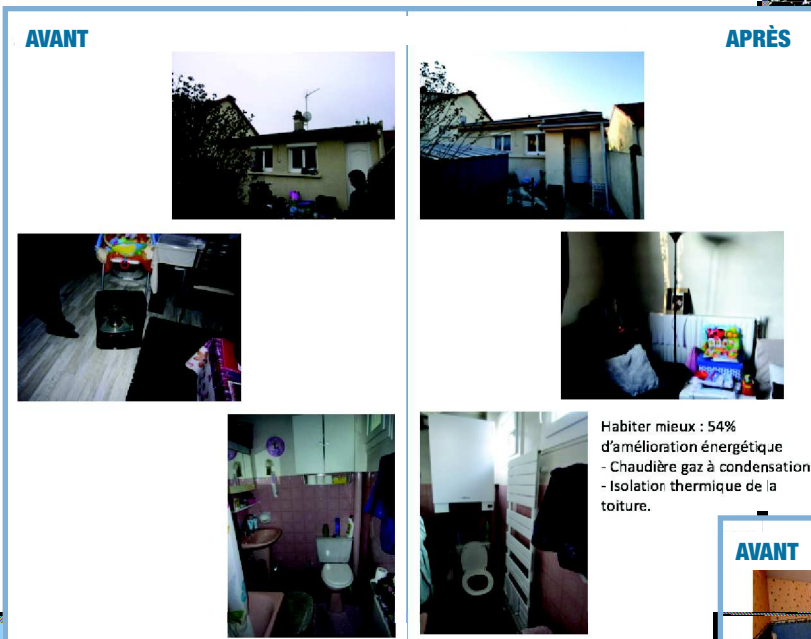 AVANT
APRÈS
Habiter mieux : 54%
d'amélioration énergétique
- Chaudière gaz à condensation
- Isolation thermique de la
toiture.
AVANT